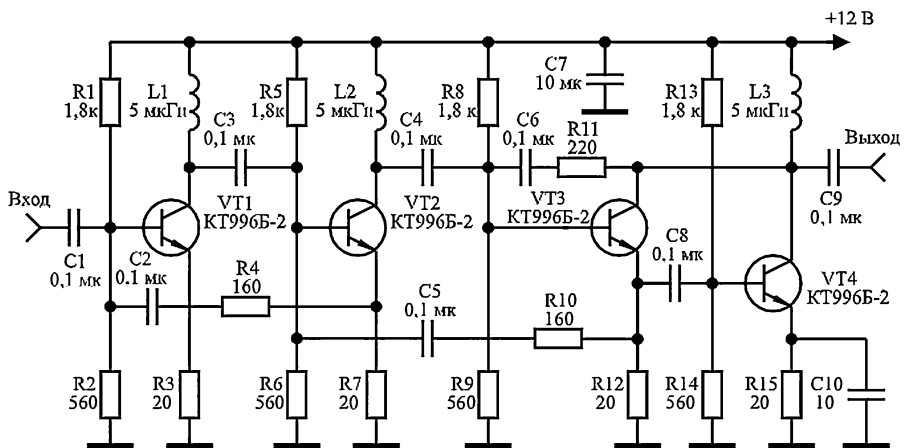 +12 В
R1
1,8к
L1
5 мкГн
R5
1,8к
L2
5 мкГн
R8
1,8к
C7
10 мк
R13
1,8 к
L3
5 мкГн
C3
0,1 мк
C4
0,1 мк
C6
0,1 мк
R11
220
Выход
Вход
VT1
КТ996Б-2
VT2
КТ996Б-2
VT3
КТ996Б-2
C9
0,1 мк
C1
0,1 мк
C2
0.1 мк
R4
160
C5
0,1 мк
R10
160
C8
0,1 мк
VT4
КТ996Б-2
R2
560
R3
20
R6
560
R7
20
R9
560
R12
20
R14
560
R15
20
C10
10